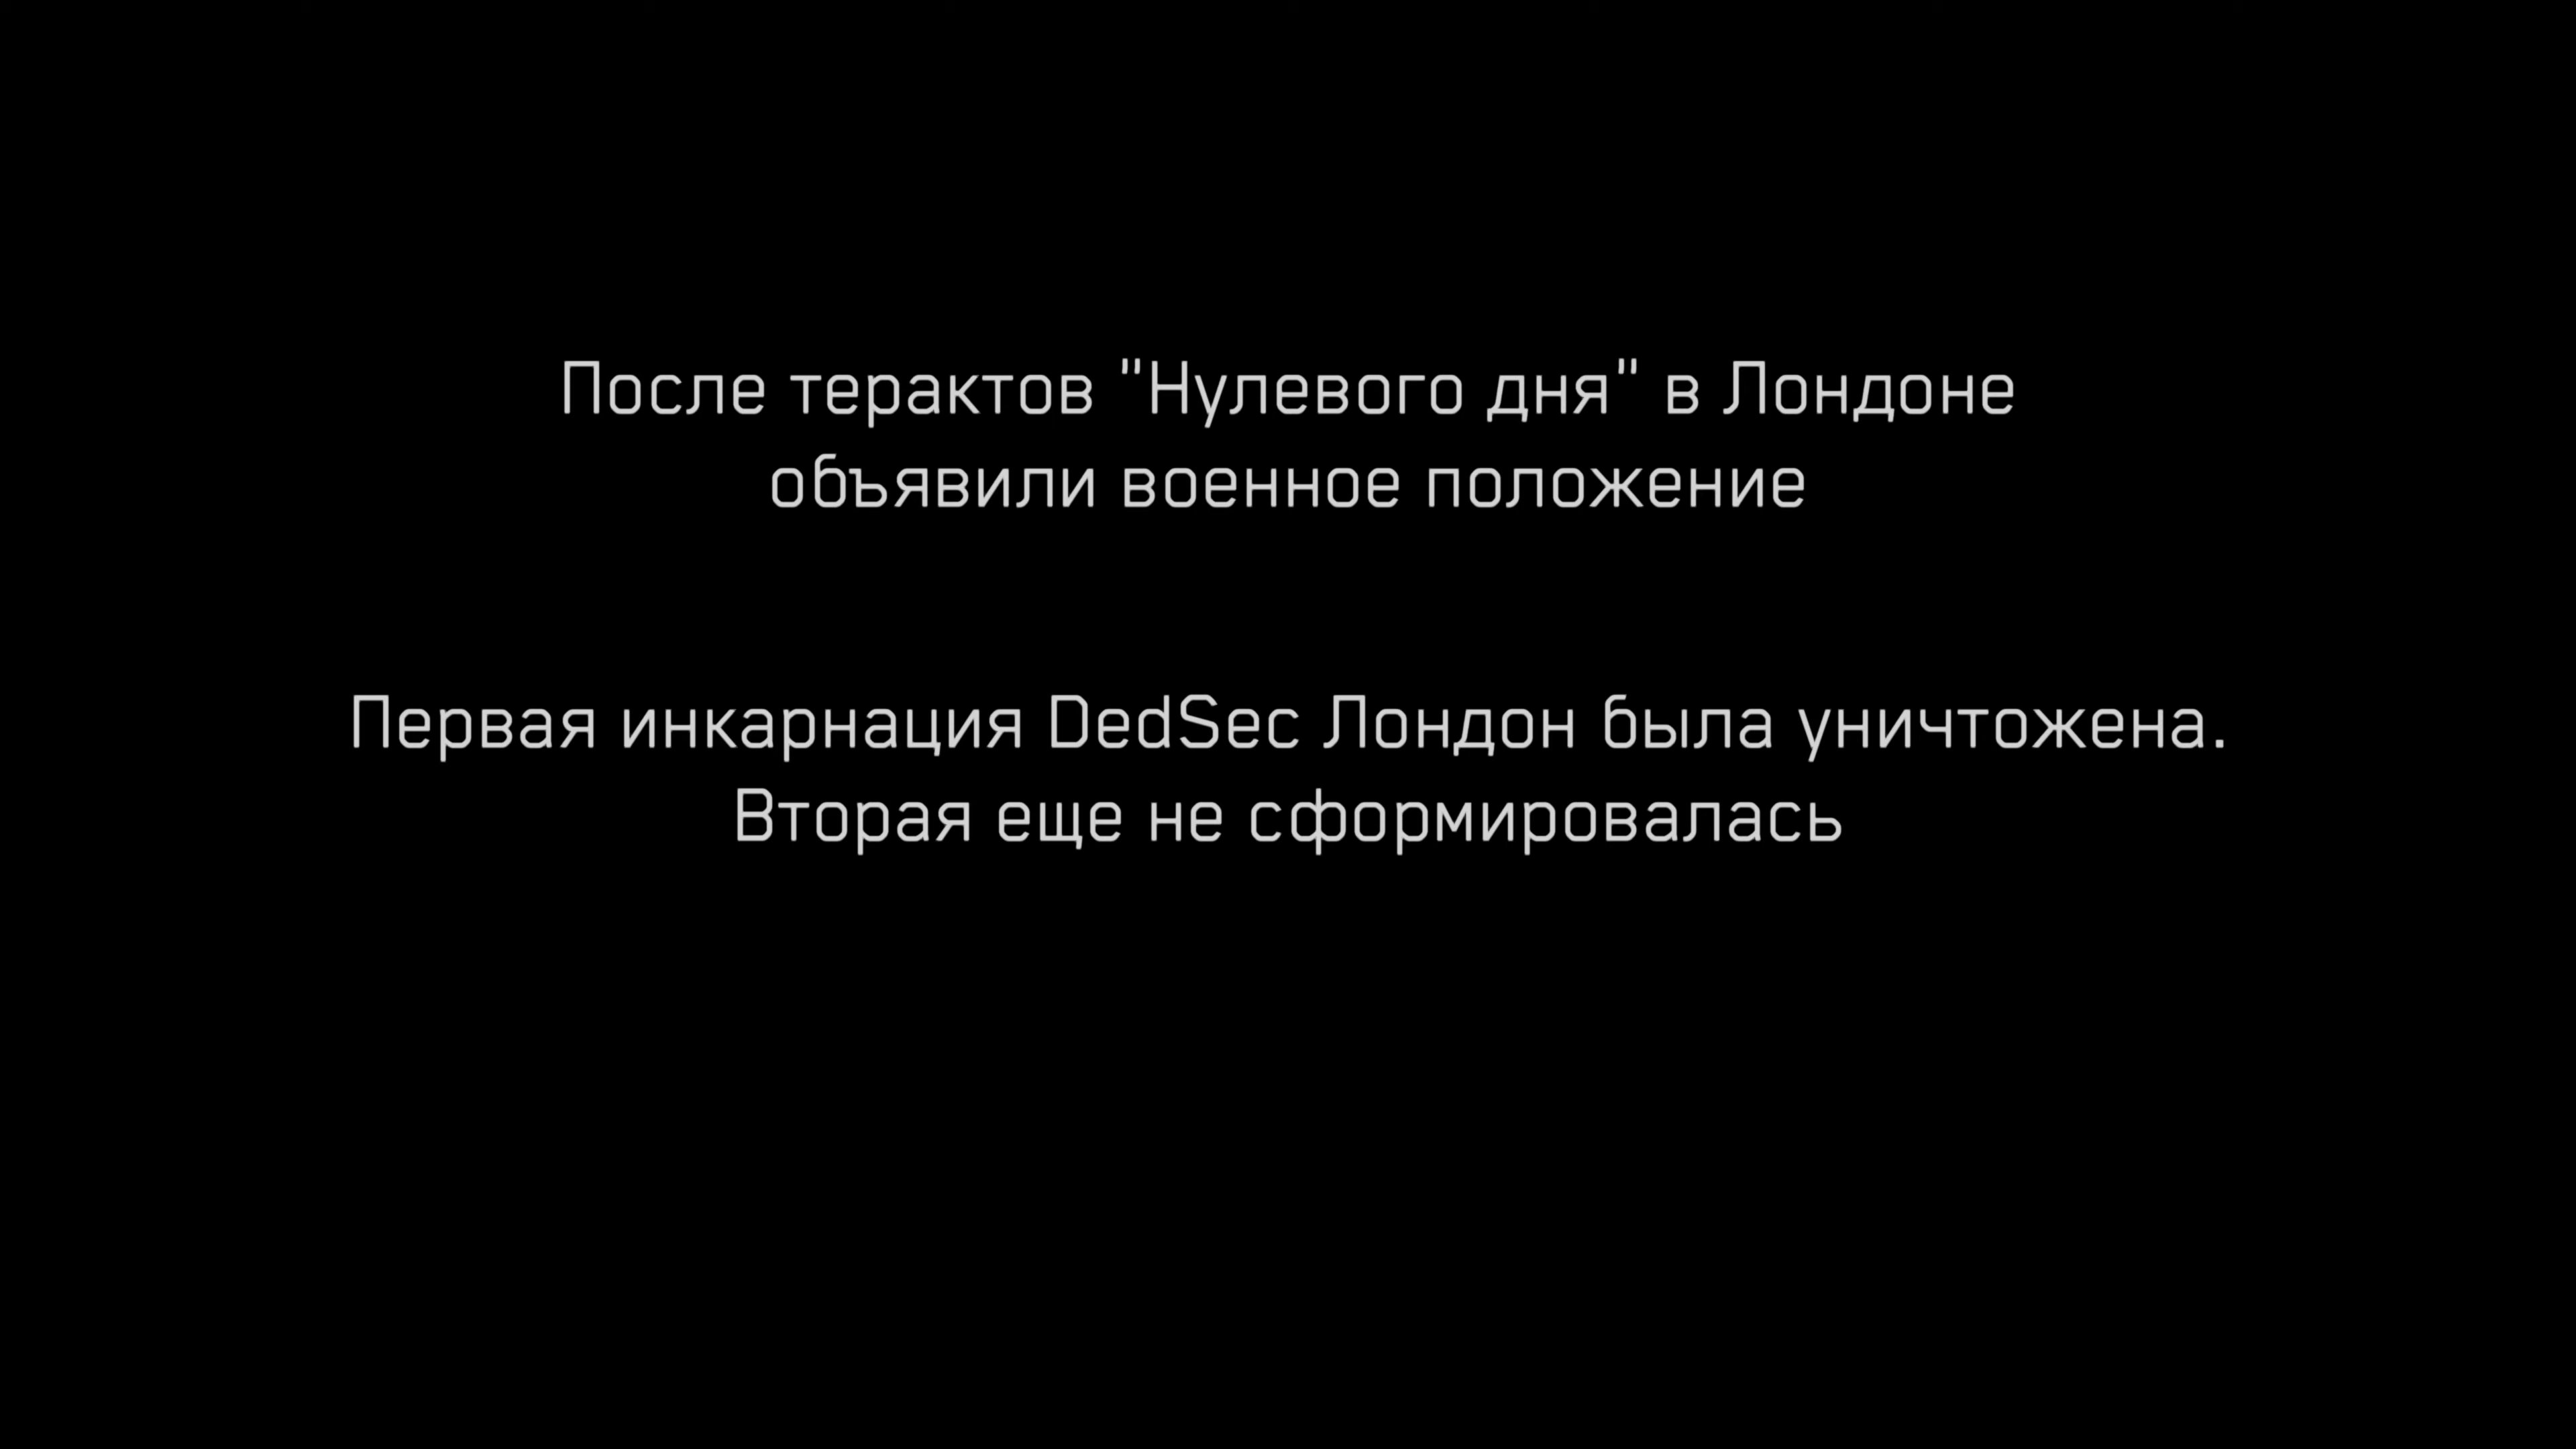 После терактов "Нулевого дня" в Лондоне
объявили военное положение
Первая инкарнация DedSec Лондон была уничтожена.
Вторая еще не сформировалась